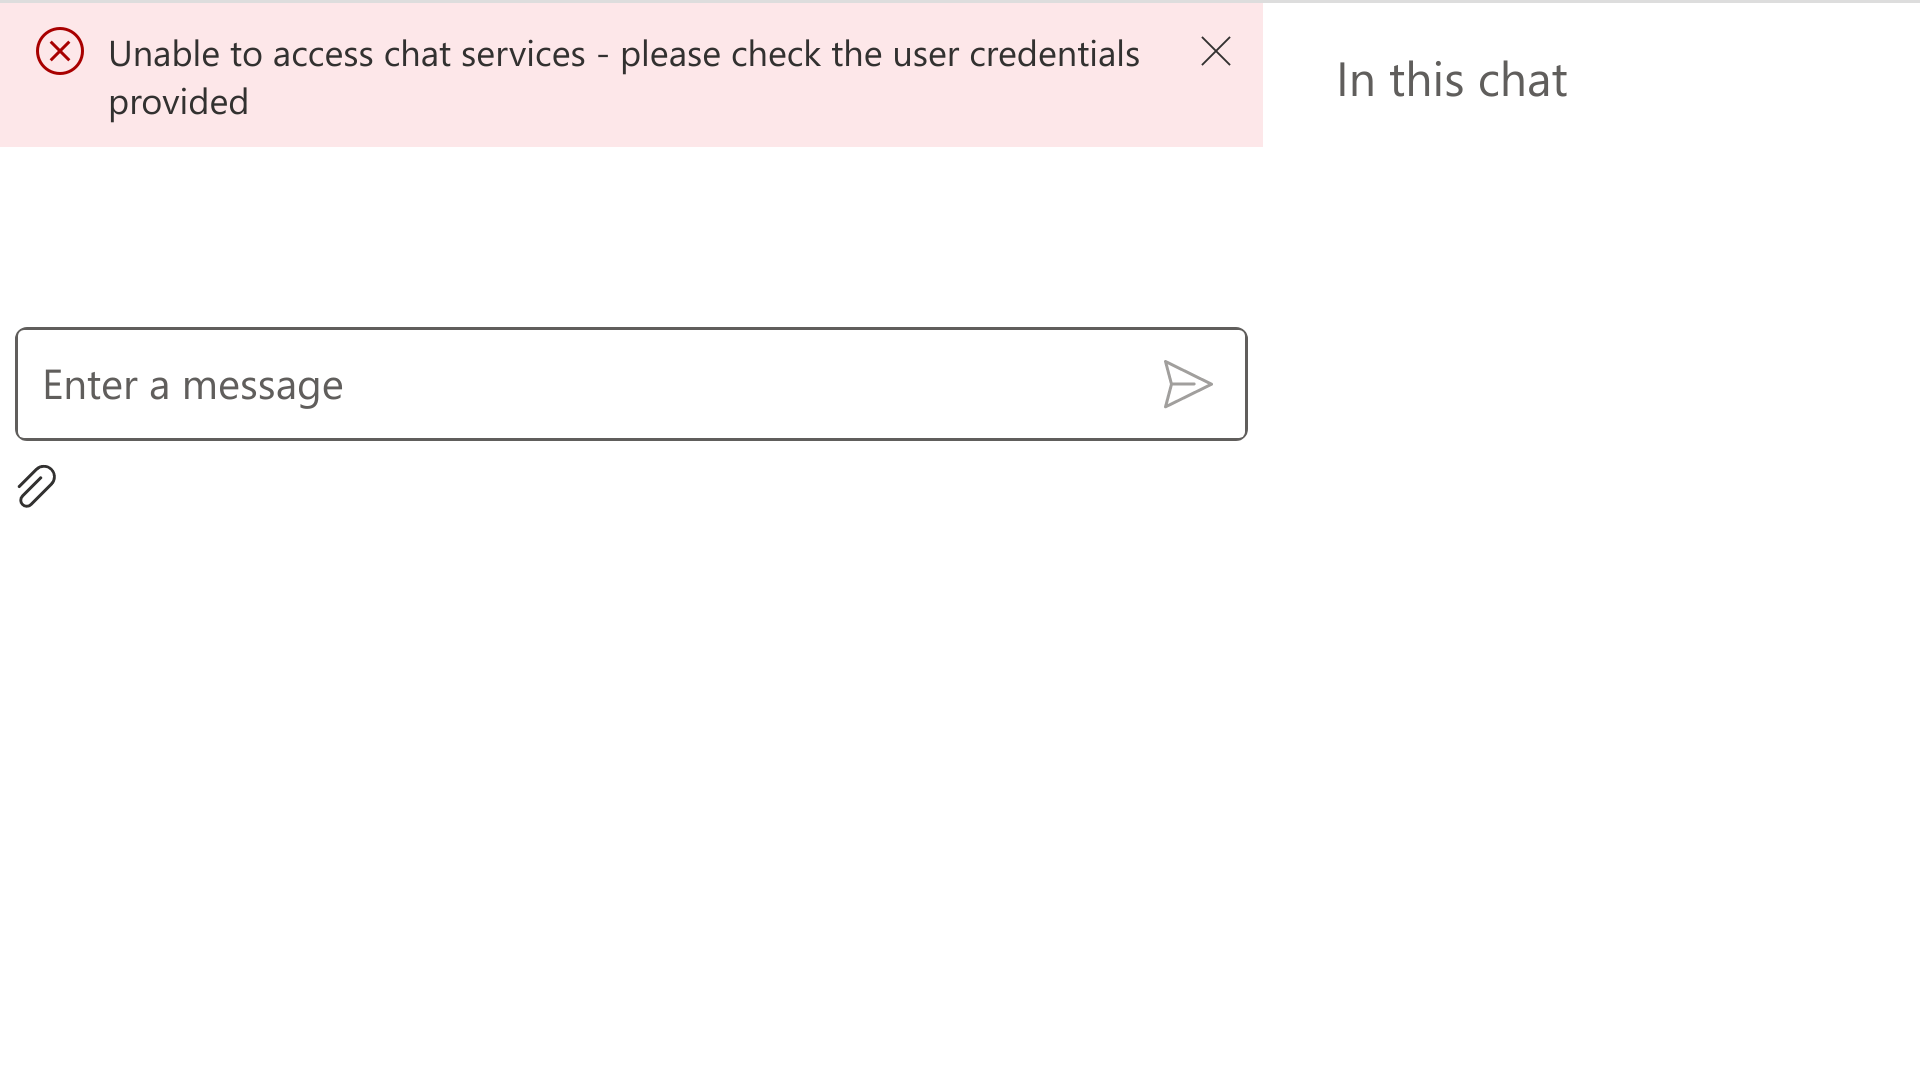 Unable to access chat services - please check the user credentials
provided
In this chat
Enter a message